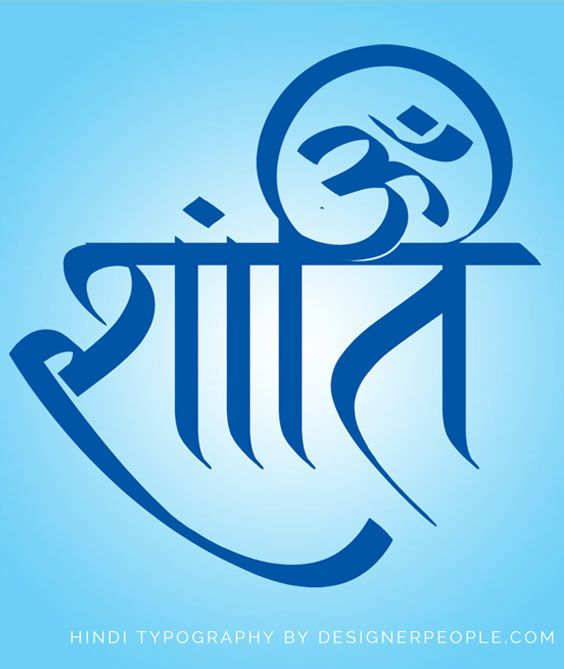 ॐ
शांति
HINDI TYPOGRAPHY BY DESIGNERPEOPLE.COM